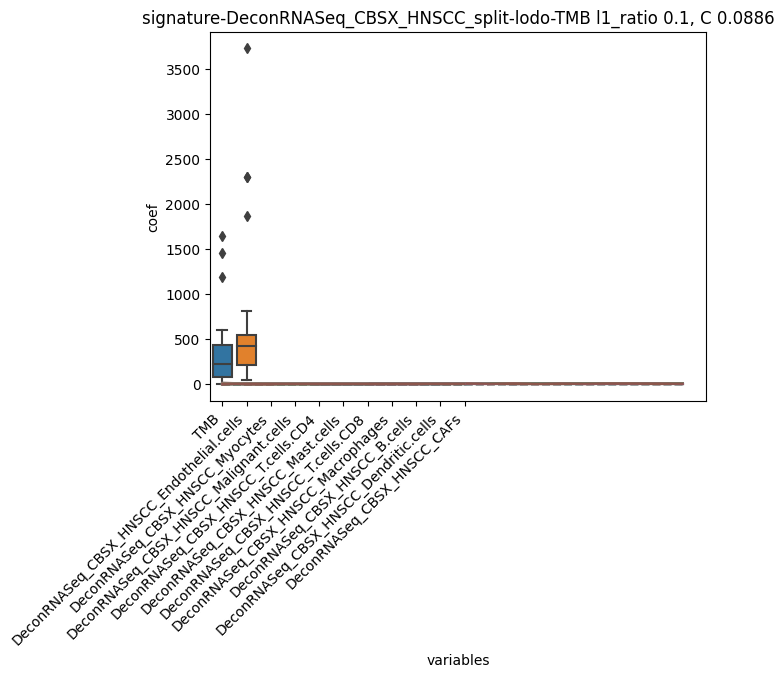 signature-DeconRNASeq_CBSX_HNSCC_split-lodo-TMB l1_ratio 0.1, C 0.0886
3500
3000
2500
2000
1500
1000
500
0
coef
TMB
DeconRNASeq_CBSX_HNSCC_Endothelial.cells
DeconRNASeq_CBSX_HNSCC_Myocytes
DeconRNASeq_CBSX_HNSCC_Malignant.cells
DeconRNASeq_CBSX_HNSCC_T.cells.CD4
DeconRNASeq_CBSX_HNSCC_Mast.cells
DeconRNASeq_CBSX_HNSCC_T.cells.CD8
DeconRNASeq_CBSX_HNSCC_Macrophages
DeconRNASeq_CBSX_HNSCC_B.cells
DeconRNASeq_CBSX_HNSCC_Dendritic.cells
DeconRNASeq_CBSX_HNSCC_CAFs
variables